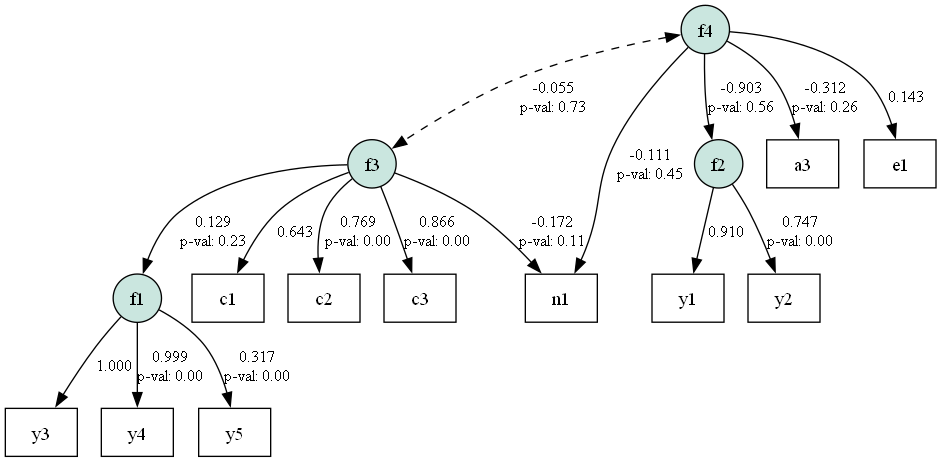 f4
-0.055
p-val: 0.73
-0.903
p-val: 0.56
-0.312
p-val: 0.26
0.143
f3
-0.111
p-val: 0.45
f2
a3
e1
0.129
p-val: 0.23
0.643
0.769
p-val: 0.00
0.866
p-val: 0.00
-0.172
p-val: 0.11
0.910
0.747
p-val: 0.00
f1
c1
c2
c3
n1
y1
y2
1.000
0.999
p-val: 0.00
0.317
p-val: 0.00
y3
y4
y5